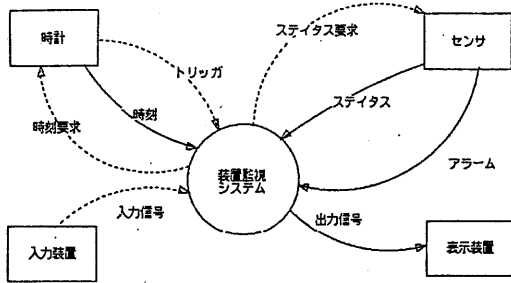 時計
ステイタス要求
センサ
トリッガ
ステイタス
時刻
時刻要求
装置監視
システム
アラーム
入力信号
出力信号
入力装置
表示装置